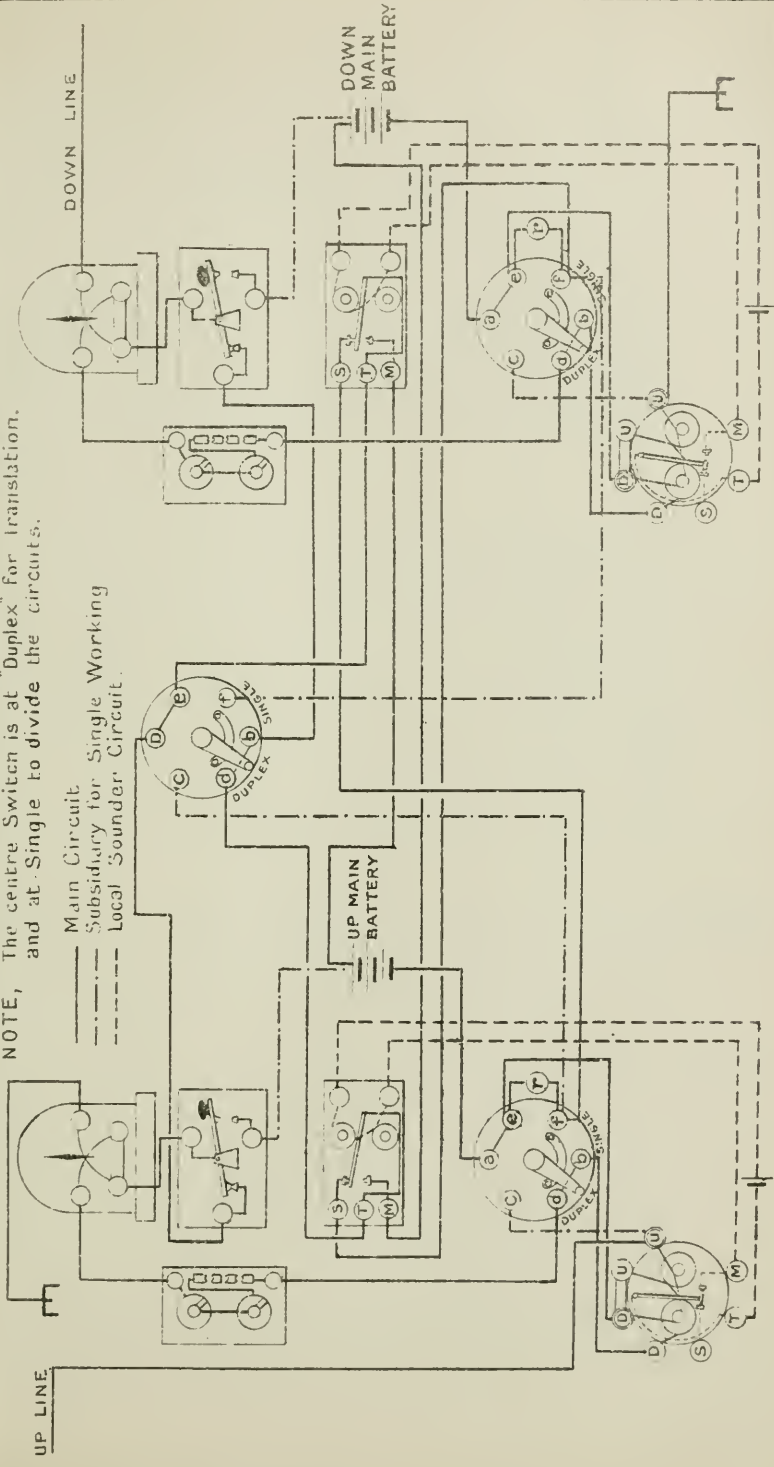 NOTE, The centre Switch is at "Duplex" for Translation.
and at Single to divide the circuits.
Main Circuit
Subsidiary for Single Working
Local Sounder Circuit.
UP LINE
DOWN LINE
UP MAIN
BATTERY
DOWN
MAIN
BATTERY
D
e
C
f
d
b
DUPLEX
SINGLE
S
T
M
S
T
M
a
e
r
C
f
d
b
DUPLEX
SINGLE
a
e
r
C
f
d
b
DUPLEX
SINGLE
D
U
U
D
S
T
M
D
U
U
D
S
T
M